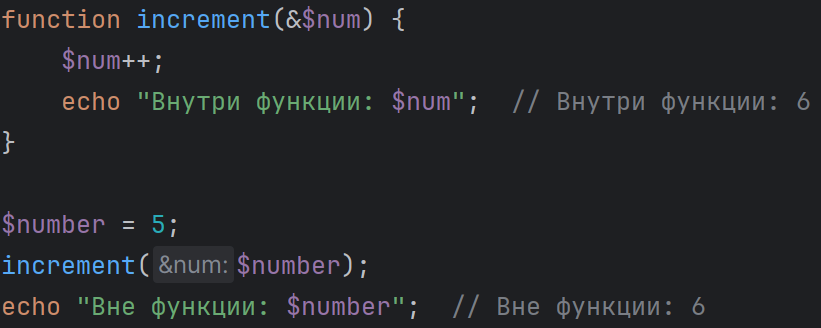 function increment(&$num) {
    $num++;
    echo "Внутри функции: $num";  // Внутри функции: 6
}
$number = 5;
increment(&num: $number);
echo "Вне функции: $number";  // Вне функции: 6